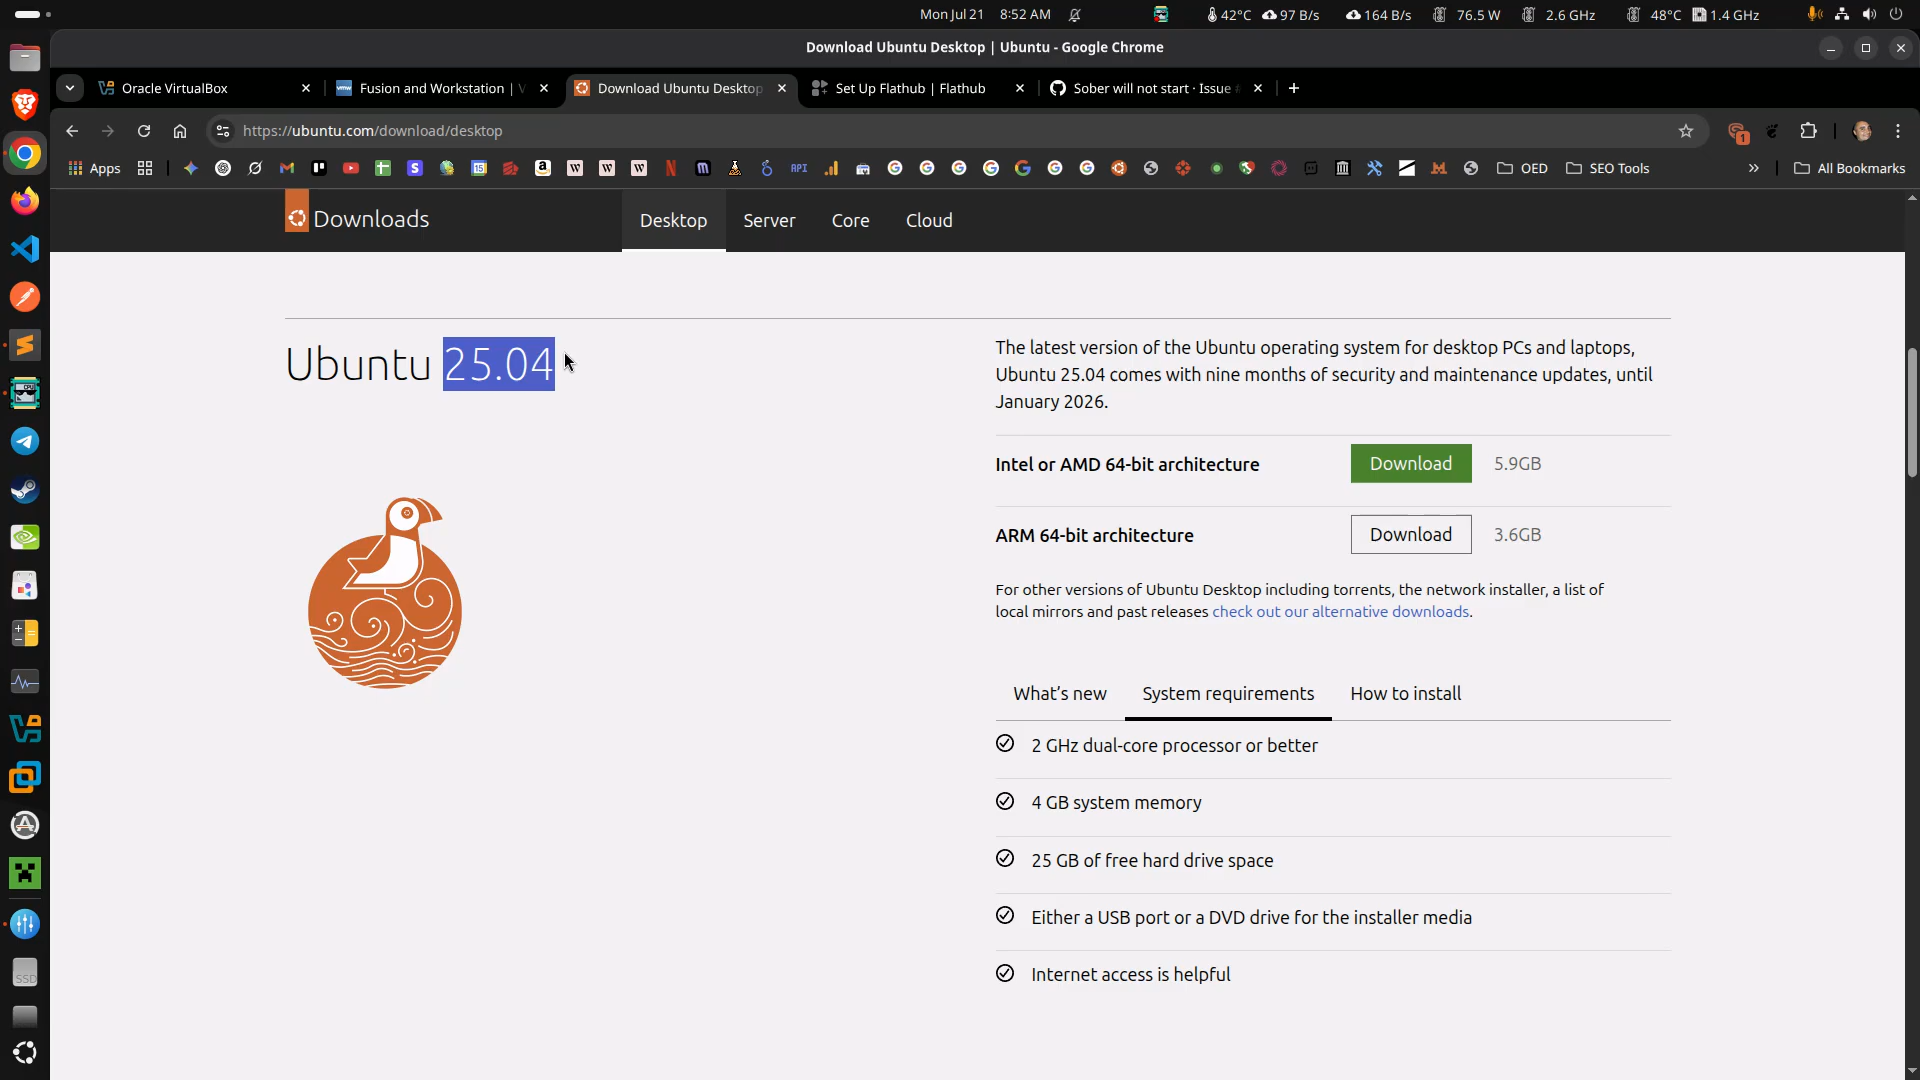 Mon Jul 21 8:52 AM 42°C 97 B/s 164 B/s 76.5 W 2.6 GHz 48°C 1.4 GHz
Download Ubuntu Desktop | Ubuntu - Google Chrome
Oracle VirtualBox Fusion and Workstation | V Download Ubuntu Desktop Set Up Flathub | Flathub Sober will not start · Issue
https://ubuntu.com/download/desktop
Apps API OED SEO Tools All Bookmarks
Downloads Desktop Server Core Cloud
Ubuntu 25.04
The latest version of the Ubuntu operating system for desktop PCs and laptops,
Ubuntu 25.04 comes with nine months of security and maintenance updates, until
January 2026.
Intel or AMD 64-bit architecture Download 5.9GB
ARM 64-bit architecture Download 3.6GB
For other versions of Ubuntu Desktop including torrents, the network installer, a list of
local mirrors and past releases check out our alternative downloads.
What's new System requirements How to install
2 GHz dual-core processor or better
4 GB system memory
25 GB of free hard drive space
Either a USB port or a DVD drive for the installer media
Internet access is helpful
SSD